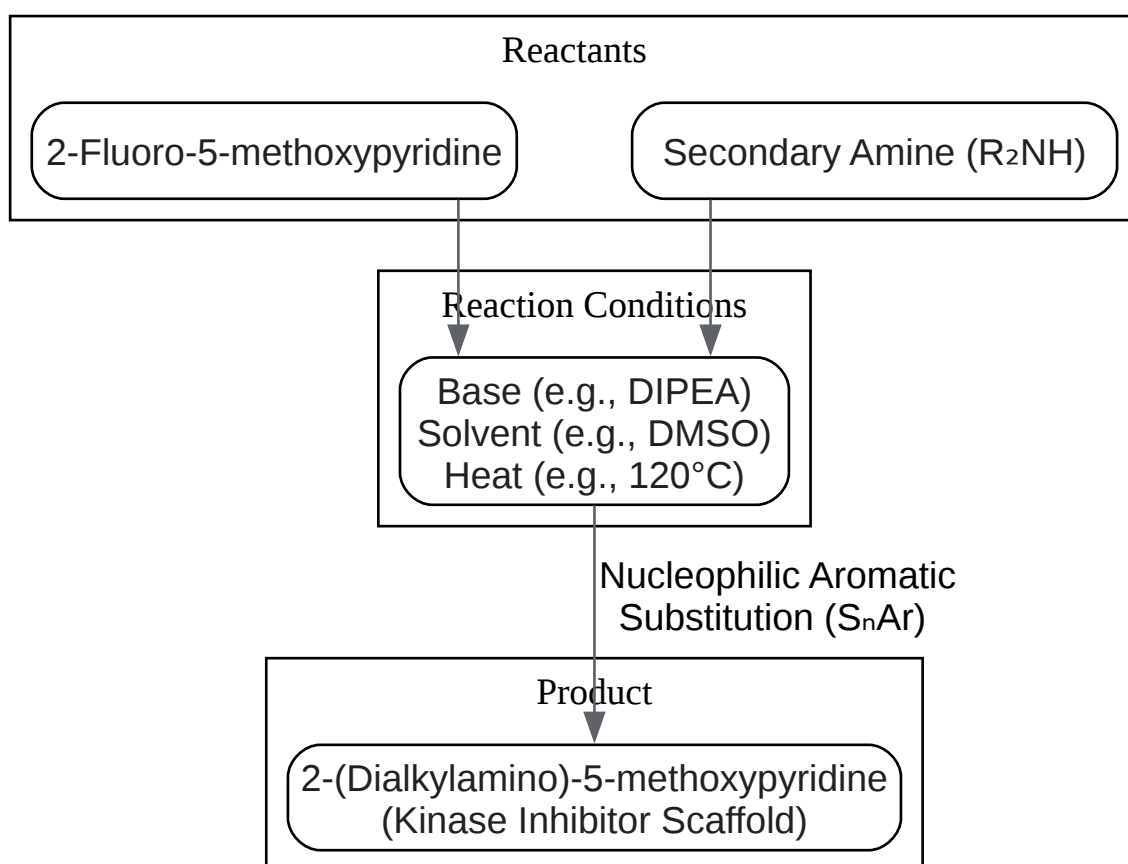 Reactants
2-Fluoro-5-methoxypyridine
Secondary Amine (R₂NH)
Reaction Conditions
Base (e.g., DIPEA)
Solvent (e.g., DMSO)
Heat (e.g., 120°C)
Nucleophilic Aromatic
Substitution (SₙAr)
Product
2-(Dialkylamino)-5-methoxypyridine
(Kinase Inhibitor Scaffold)